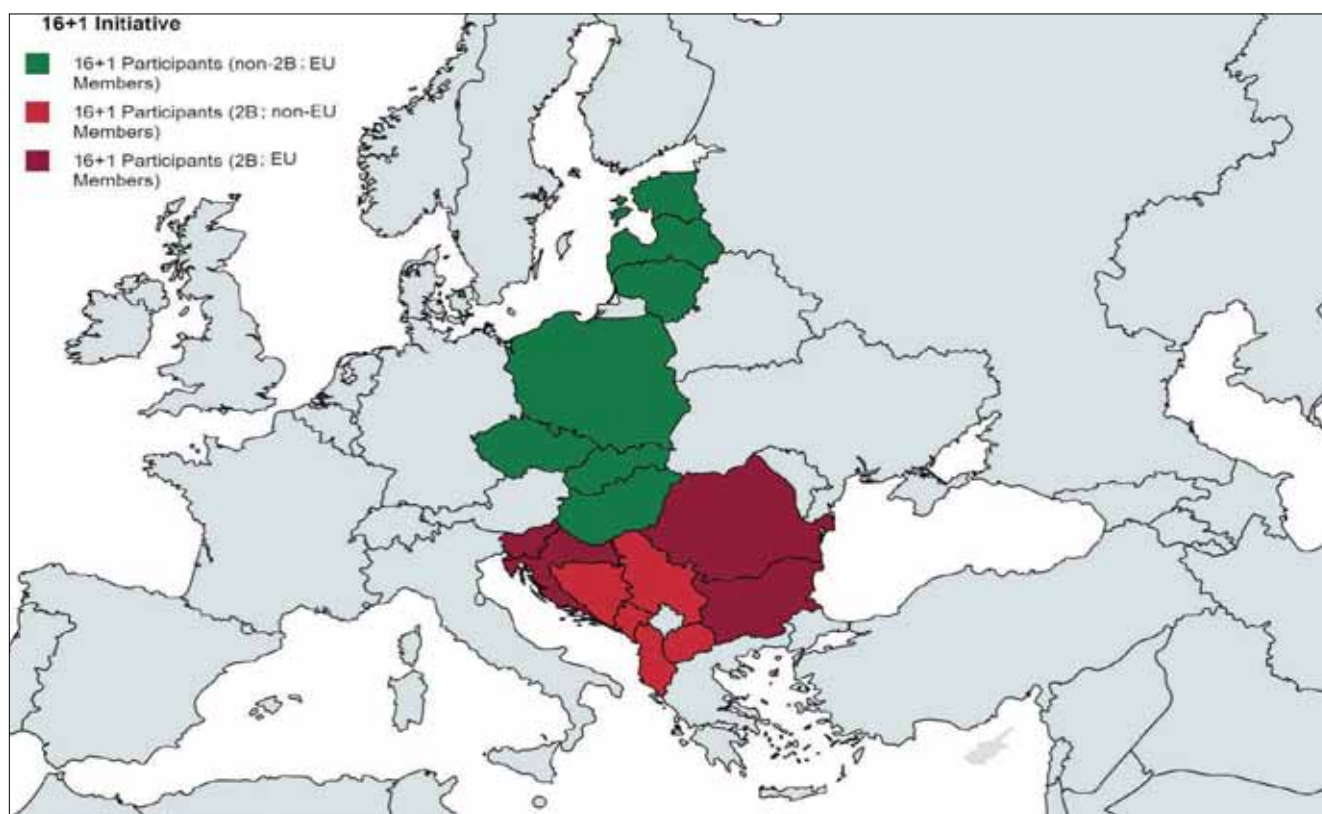 16+1 Initiative
16+1 Participants (non-2B; EU
Members)
16+1 Participants (2B; non-EU
Members)
16+1 Participants (2B; EU
Members)